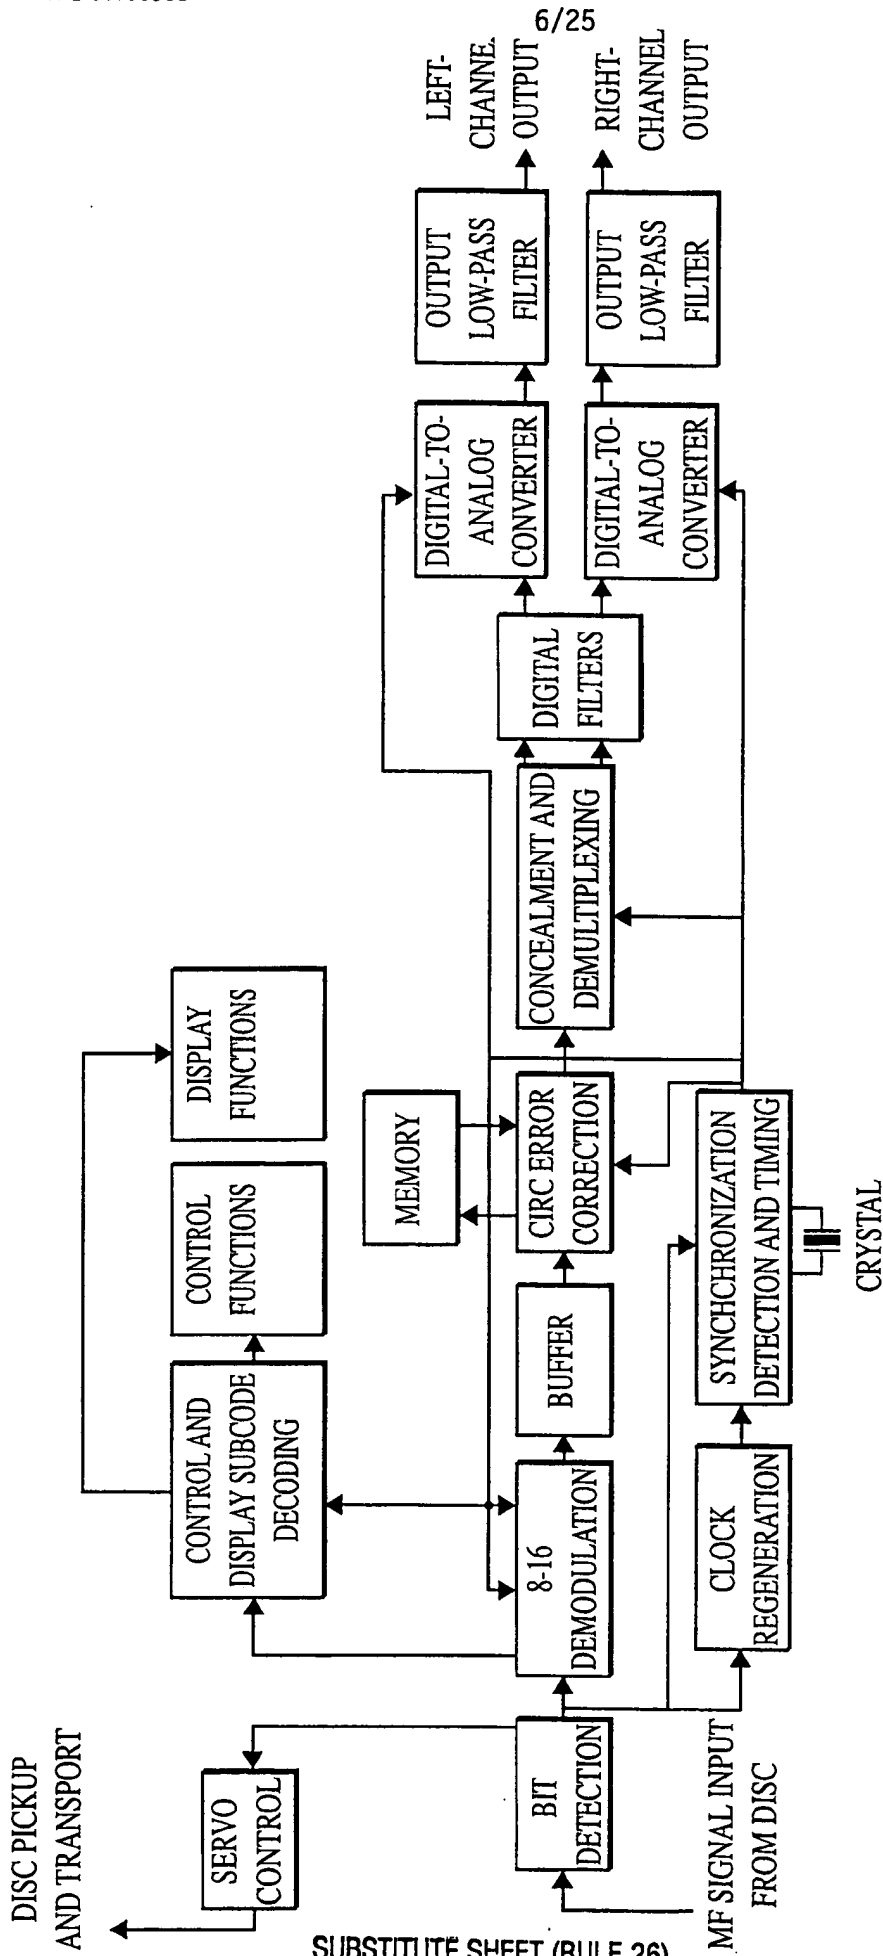 6/25
LEFT-
CHANNE.
OUTPUT
RIGHT-
CHANNEL
OUTPUT
OUTPUT
LOW-PASS
FILTER
OUTPUT
LOW-PASS
FILTER
DIGITAL-TO-
ANALOG
CONVERTER
DIGITAL-TO-
ANALOG
CONVERTER
DIGITAL
FILTERS
CONCEALMENT AND
DEMULTIPLEXING
DISPLAY
FUNCTIONS
CONTROL
FUNCTIONS
MEMORY
CIRC ERROR
CORRECTION
SYNCHCHRONIZATION
DETECTION AND TIMING
CRYSTAL
BUFFER
CONTROL AND
DISPLAY SUBCODE
DECODING
8-16
DEMODULATION
CLOCK
REGENERATION
DISC PICKUP
AND TRANSPORT
SERVO
CONTROL
BIT
DETECTION
MF SIGNAL INPUT
FROM DISC
SUBSTITUTE SHEET (RULE 26)